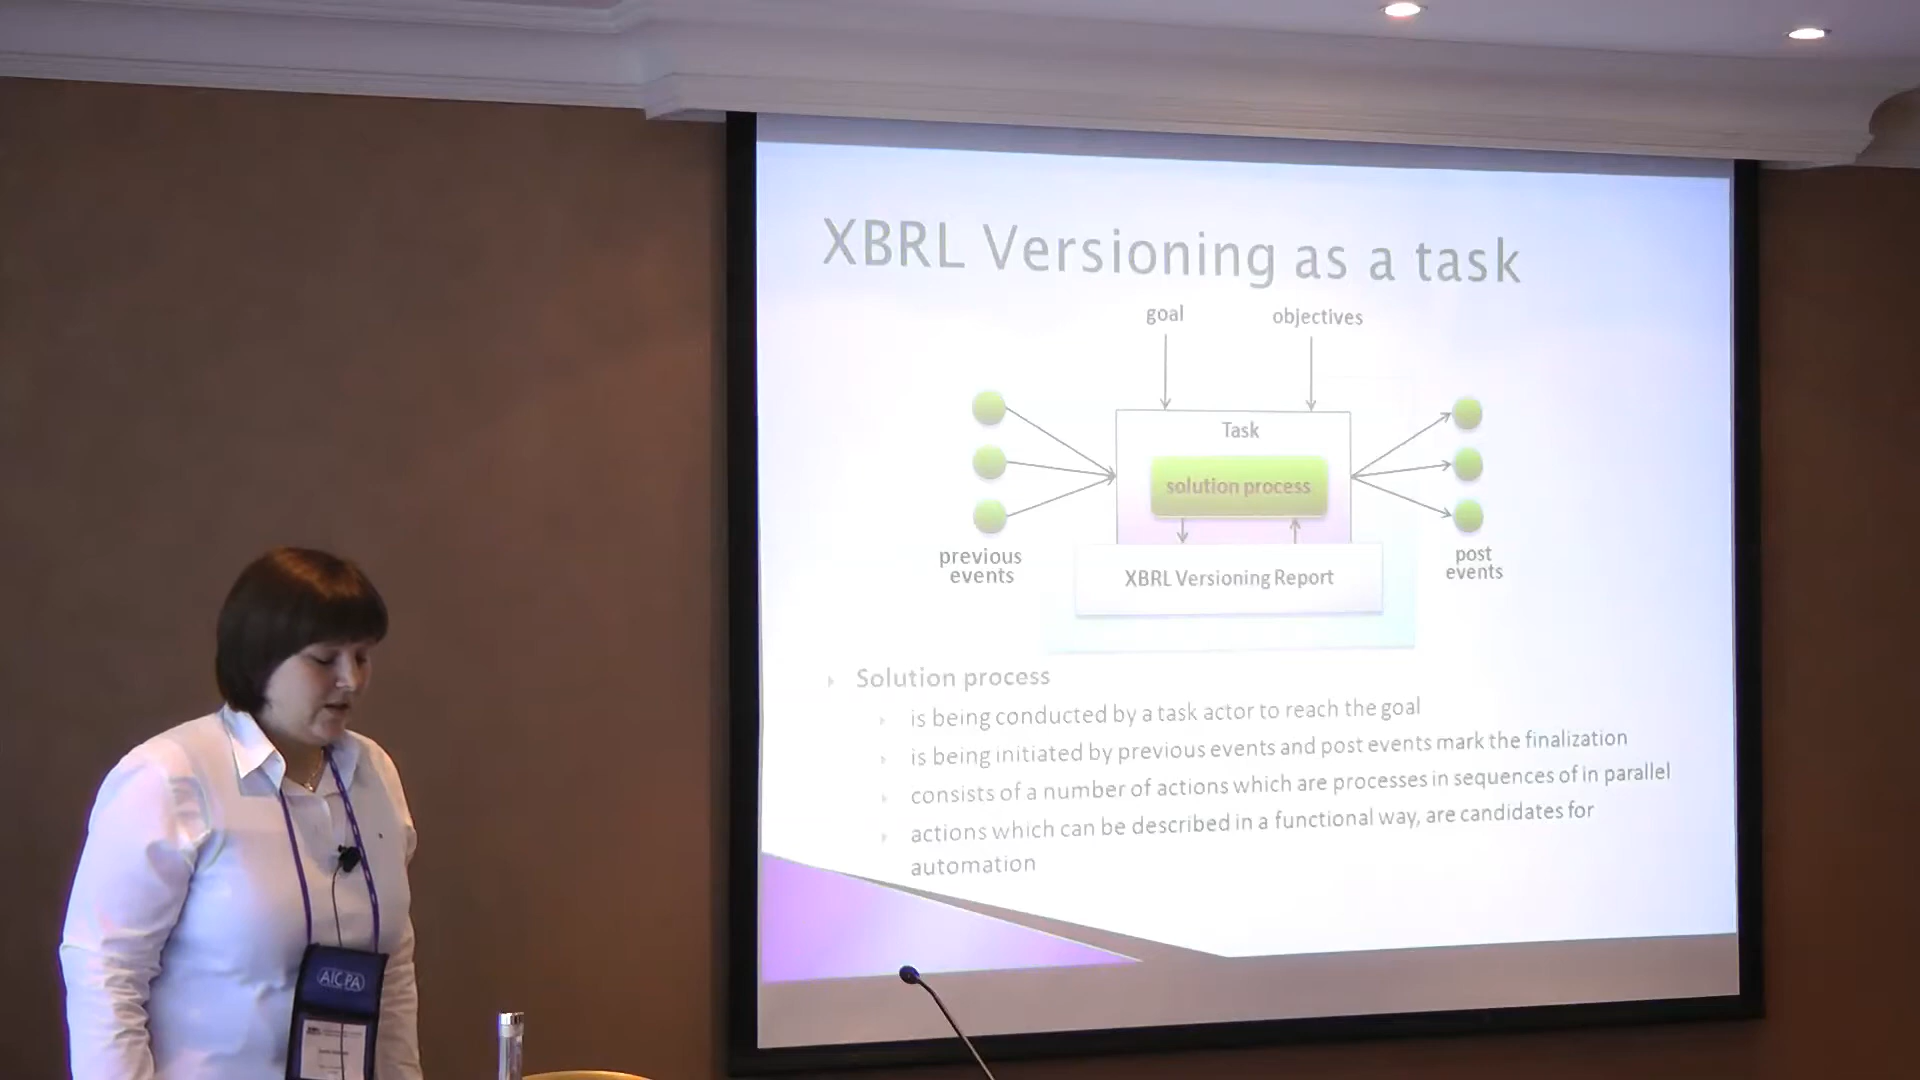 XBRL Versioning as a task
goal
objectives
Task
solution process
previous
events
post
events
XBRL Versioning Report
Solution process
is being conducted by a task actor to reach the goal
is being initiated by previous events and post events mark the finalization
consists of a number of actions which are processes in sequences of in parallel
actions which can be described in a functional way, are candidates for
automation
AICPA